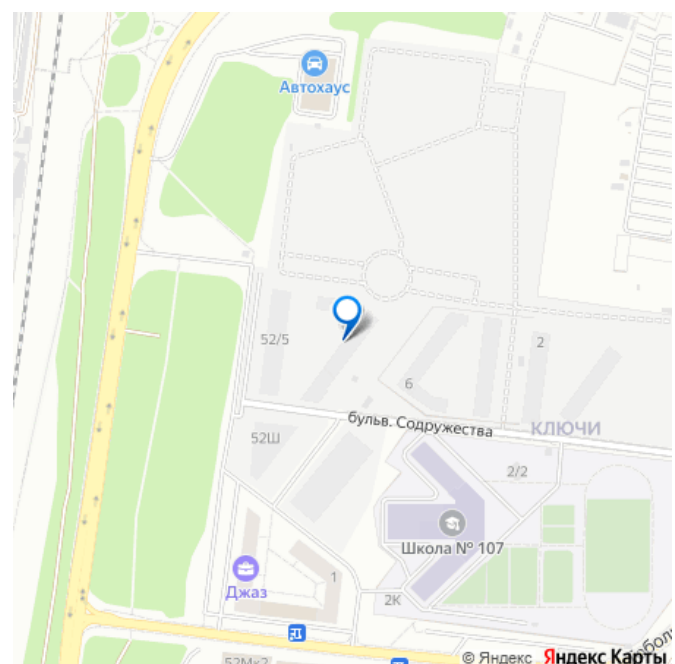 Автохаус
52/5
2
6
бульв. Содружества
КЛЮЧИ
52Ш
2/2
Школа № 107
Джаз
1
2К
52Мк2
© Яндекс Яндекс Карты